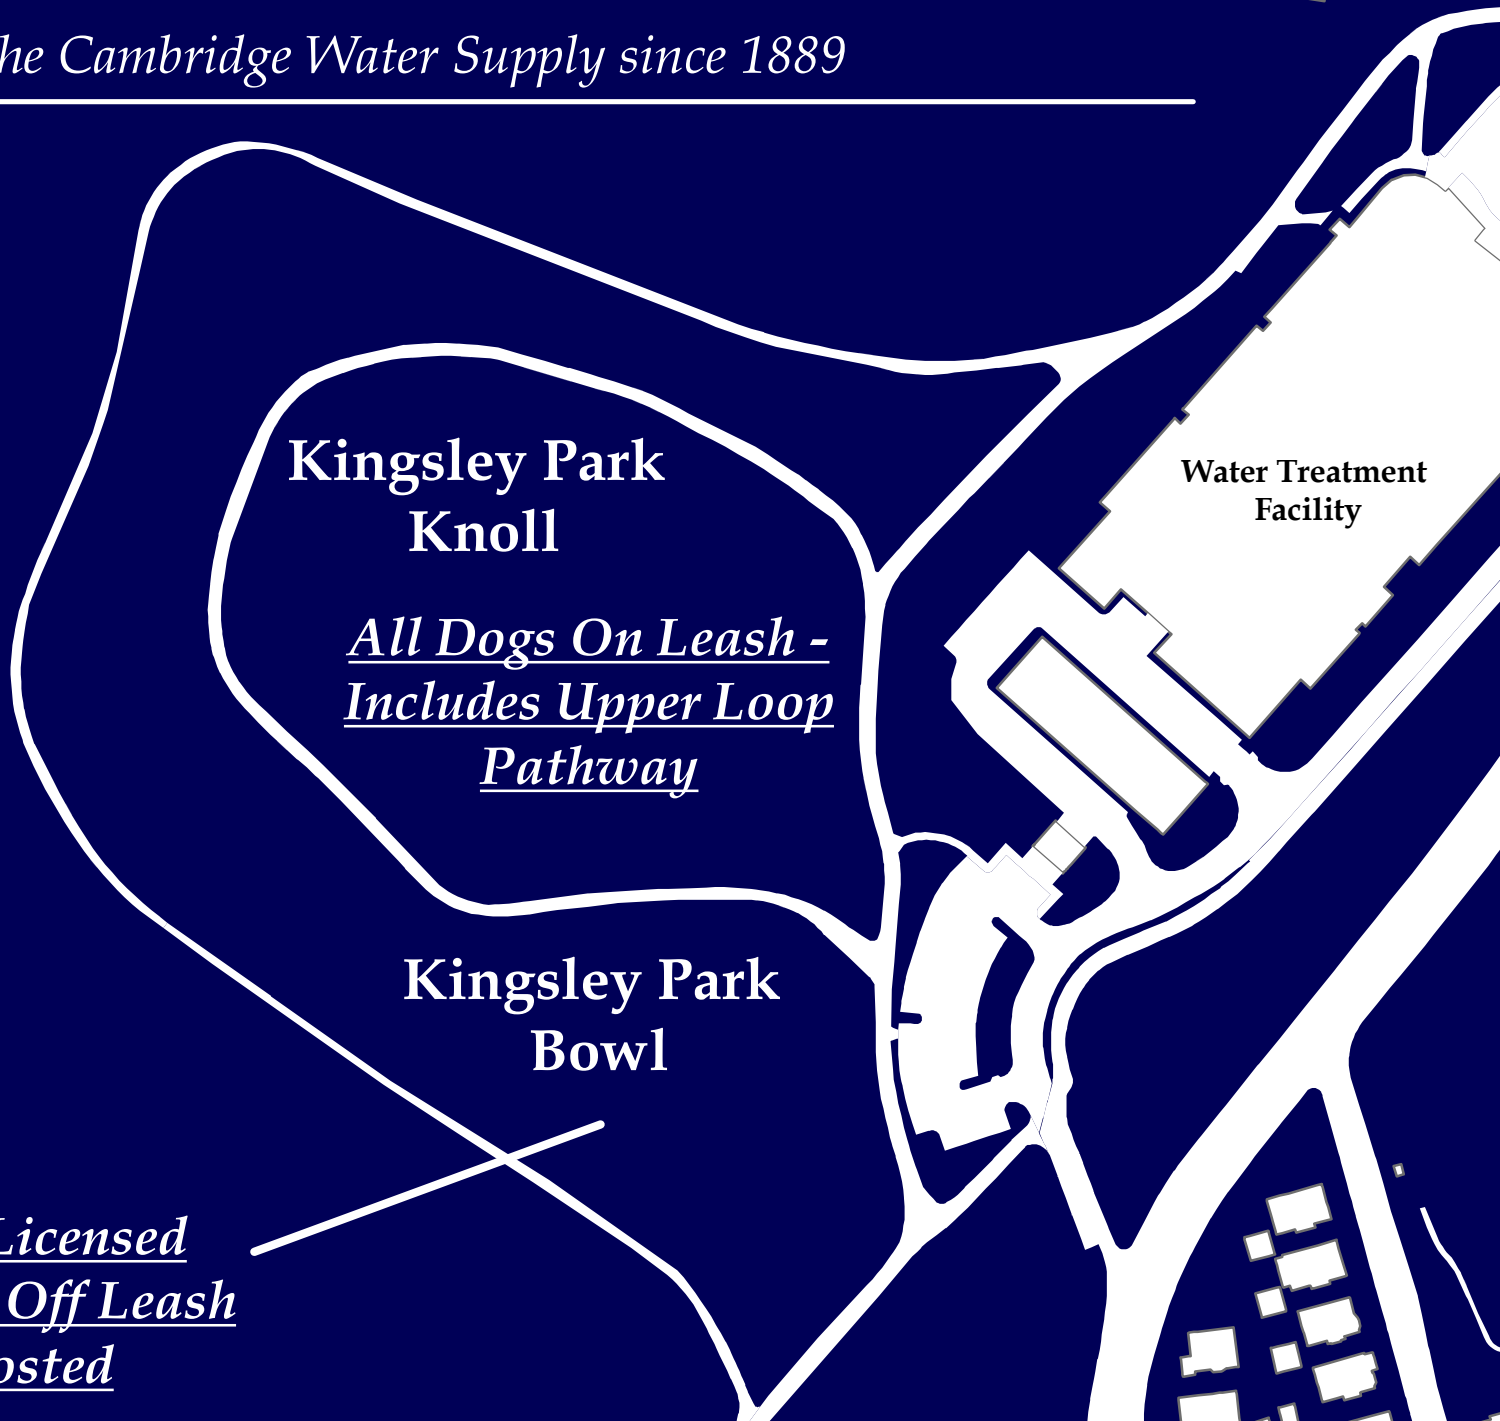 he Cambridge Water Supply since 1889
Kingsley Park
Knoll
Water Treatment
Facility
All Dogs On Leash -
Includes Upper Loop
Pathway
Kingsley Park
Bowl
Licensed
Off Leash
osted